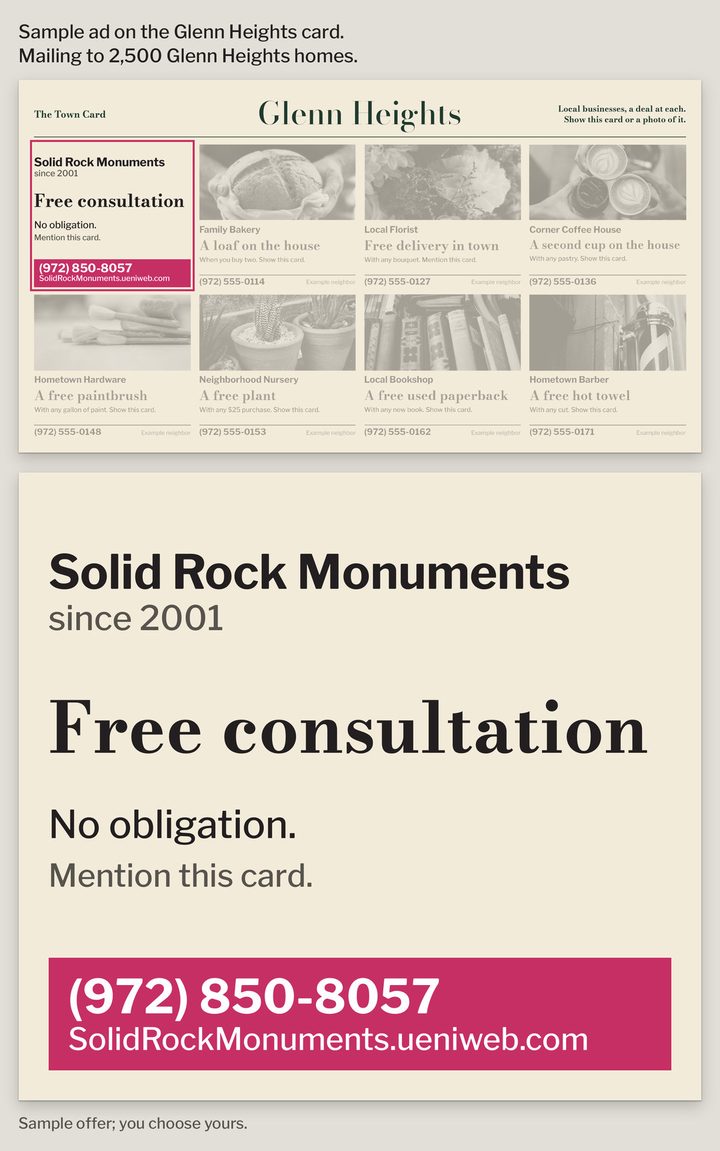 Sample ad on the Glenn Heights card.
Mailing to 2,500 Glenn Heights homes.
The Town Card
Glenn Heights
Local businesses, a deal at each.
Show this card or a photo of it.
Solid Rock Monuments
since 2001
Free consultation
No obligation.
Mention this card.
(972) 850-8057
SolidRockMonuments.ueniweb.com
Family Bakery
A loaf on the house
When you buy two. Show this card.
(972) 555-0114
Example neighbor
Local Florist
Free delivery in town
With any bouquet. Mention this card.
(972) 555-0127
Example neighbor
Corner Coffee House
A second cup on the house
With any pastry. Show this card.
(972) 555-0136
Example neighbor
Hometown Hardware
A free paintbrush
With any gallon of paint. Show this card.
(972) 555-0148
Example neighbor
Neighborhood Nursery
A free plant
With any $25 purchase. Show this card.
(972) 555-0153
Example neighbor
Local Bookshop
A free used paperback
With any new book. Show this card.
(972) 555-0162
Example neighbor
Hometown Barber
A free hot towel
With any cut. Show this card.
(972) 555-0171
Example neighbor
Solid Rock Monuments
since 2001
Free consultation
No obligation.
Mention this card.
(972) 850-8057
SolidRockMonuments.ueniweb.com
Sample offer; you choose yours.